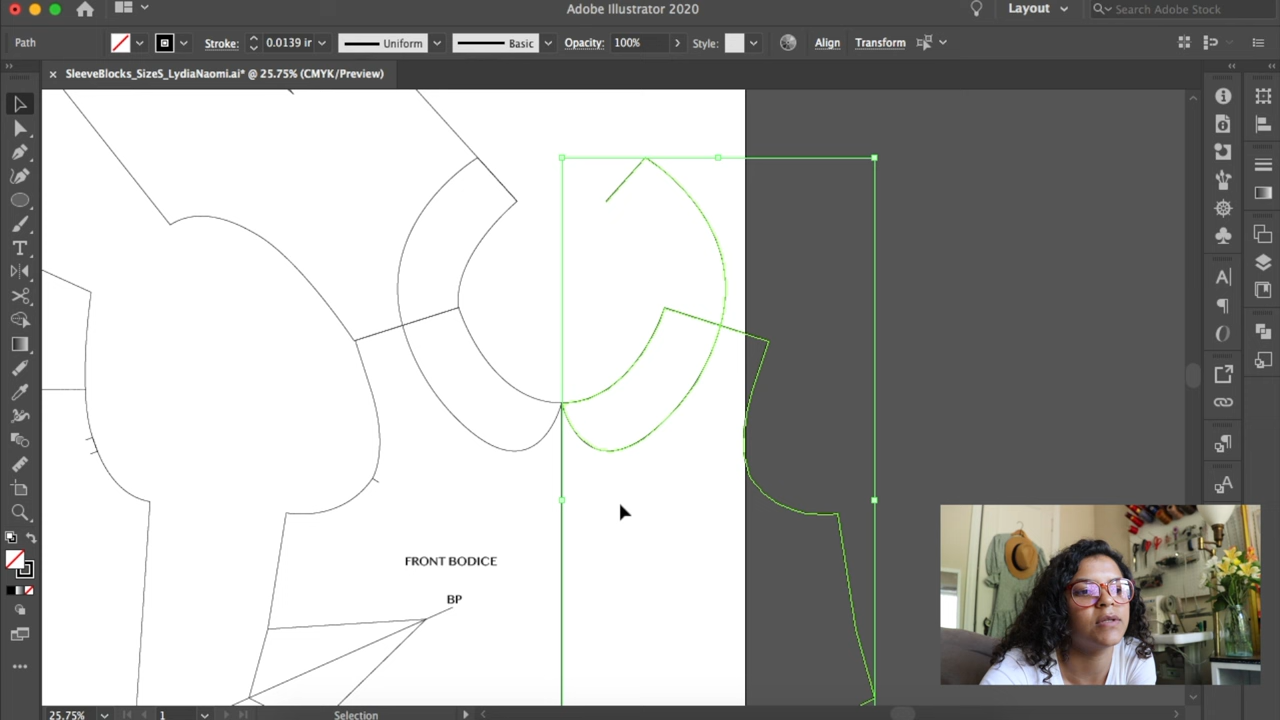 Adobe Illustrator 2020
Layout
Search Adobe Stock
Path
Stroke:
0.0139 in
Uniform
Basic
Opacity:
100%
Style:
Align
Transform
SleeveBlocks_SizeS_LydiaNaomi.ai* @ 25.75% (CMYK/Preview)
FRONT BODICE
BP
25.75%
1
Selection